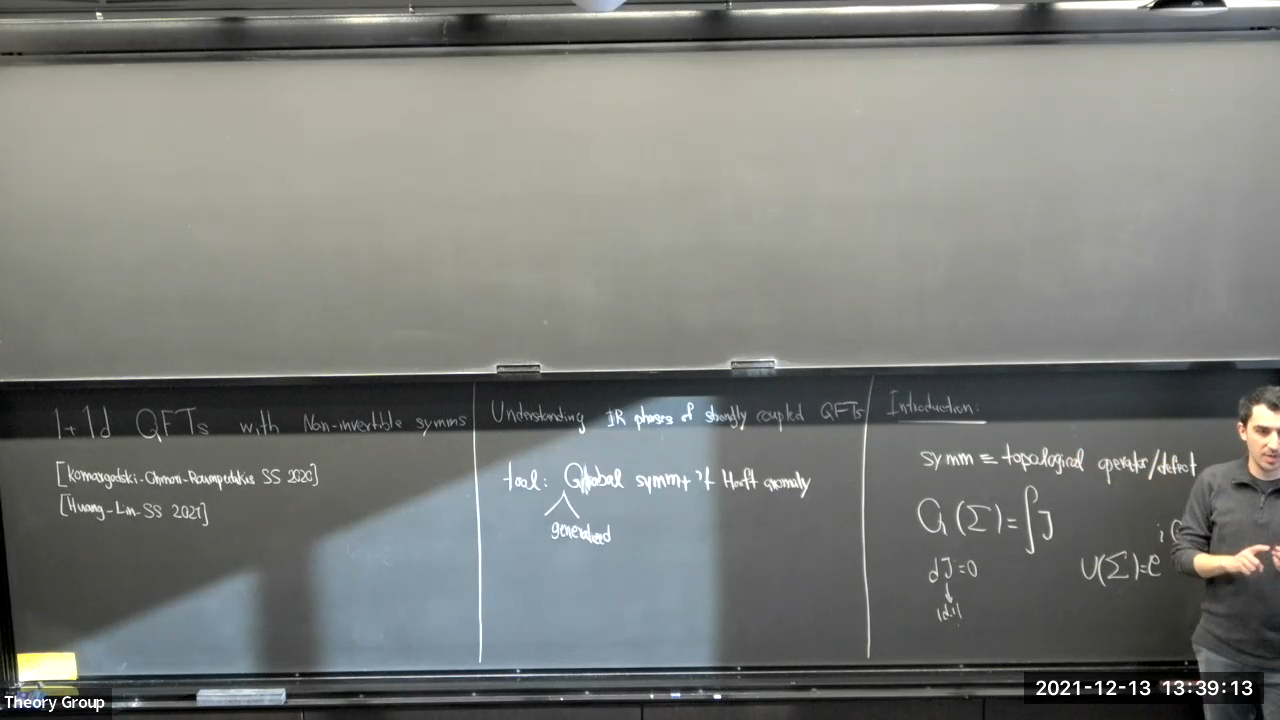 1+1d QFTs with Non-invertible symms
[Komargodski-Ohmori-Roumpedakis SS 2020]
[Huang-Lin-SS 2021]
Understanding IR phases of strongly coupled QFTs
tool: Global symm + 't Hooft anomaly
generalized
Introduction:
symm ≡ topological operator/defect
Q(Σ)=∫J
dJ=0
U(Σ)=e^i
Theory Group
2021-12-13 13:39:13